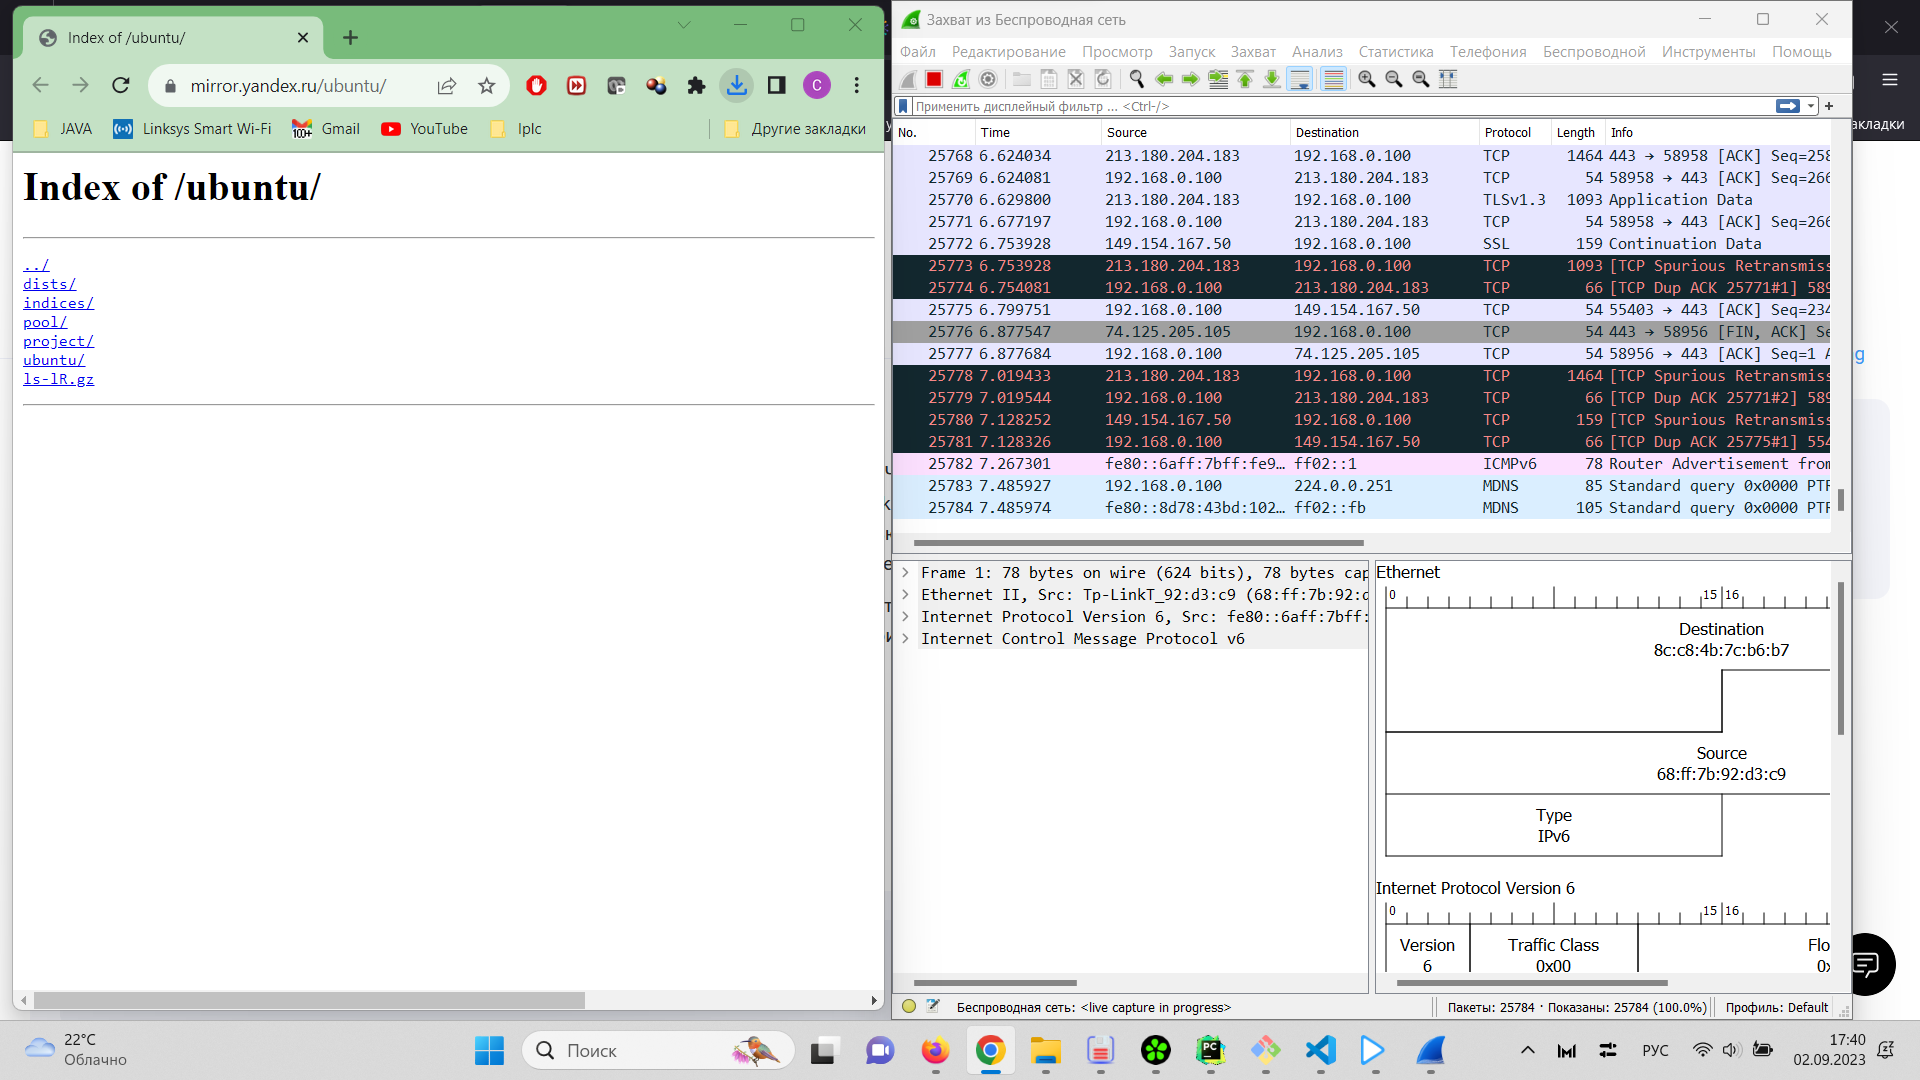 Index of /ubuntu/
mirror.yandex.ru/ubuntu/
C
JAVA
Linksys Smart Wi-Fi
100+
Gmail
YouTube
Iplc
Другие закладки
Index of /ubuntu/
../
dists/
indices/
pool/
project/
ubuntu/
ls-lR.gz
Захват из Беспроводная сеть
Файл Редактирование Просмотр Запуск Захват Анализ Статистика Телефония Беспроводной Инструменты Помощь
Применить дисплейный фильтр ... <Ctrl-/>
No. Time Source Destination Protocol Length Info
25768 6.624034 213.180.204.183 192.168.0.100 TCP 1464 443 → 58958 [ACK] Seq=258
25769 6.624081 192.168.0.100 213.180.204.183 TCP 54 58958 → 443 [ACK] Seq=266
25770 6.629800 213.180.204.183 192.168.0.100 TLSv1.3 1093 Application Data
25771 6.677197 192.168.0.100 213.180.204.183 TCP 54 58958 → 443 [ACK] Seq=266
25772 6.753928 149.154.167.50 192.168.0.100 SSL 159 Continuation Data
25773 6.753928 213.180.204.183 192.168.0.100 TCP 1093 [TCP Spurious Retransmiss
25774 6.754081 192.168.0.100 213.180.204.183 TCP 66 [TCP Dup ACK 25771#1] 589
25775 6.799751 192.168.0.100 149.154.167.50 TCP 54 55403 → 443 [ACK] Seq=234
25776 6.877547 74.125.205.105 192.168.0.100 TCP 54 443 → 58956 [FIN, ACK] Se
25777 6.877684 192.168.0.100 74.125.205.105 TCP 54 58956 → 443 [ACK] Seq=1 A
25778 7.019433 213.180.204.183 192.168.0.100 TCP 1464 [TCP Spurious Retransmiss
25779 7.019544 192.168.0.100 213.180.204.183 TCP 66 [TCP Dup ACK 25771#2] 589
25780 7.128252 149.154.167.50 192.168.0.100 TCP 159 [TCP Spurious Retransmiss
25781 7.128326 192.168.0.100 149.154.167.50 TCP 66 [TCP Dup ACK 25775#1] 554
25782 7.267301 fe80::6aff:7bff:fe9… ff02::1 ICMPv6 78 Router Advertisement from
25783 7.485927 192.168.0.100 224.0.0.251 MDNS 85 Standard query 0x0000 PTR
25784 7.485974 fe80::8d78:43bd:102… ff02::fb MDNS 105 Standard query 0x0000 PTR
Frame 1: 78 bytes on wire (624 bits), 78 bytes cap
Ethernet II, Src: Tp-LinkT_92:d3:c9 (68:ff:7b:92:d
Internet Protocol Version 6, Src: fe80::6aff:7bff:
Internet Control Message Protocol v6
Ethernet
0 15 16
Destination
8c:c8:4b:7c:b6:b7
Source
68:ff:7b:92:d3:c9
Type
IPv6
Internet Protocol Version 6
0 15 16
Version
6
Traffic Class
0x00
Flo
0x
Беспроводная сеть: <live capture in progress>
Пакеты: 25784 · Показаны: 25784 (100.0%)
Профиль: Default
акладки
g
22°C
Облачно
Поиск
PC
РУС
17:40
02.09.2023